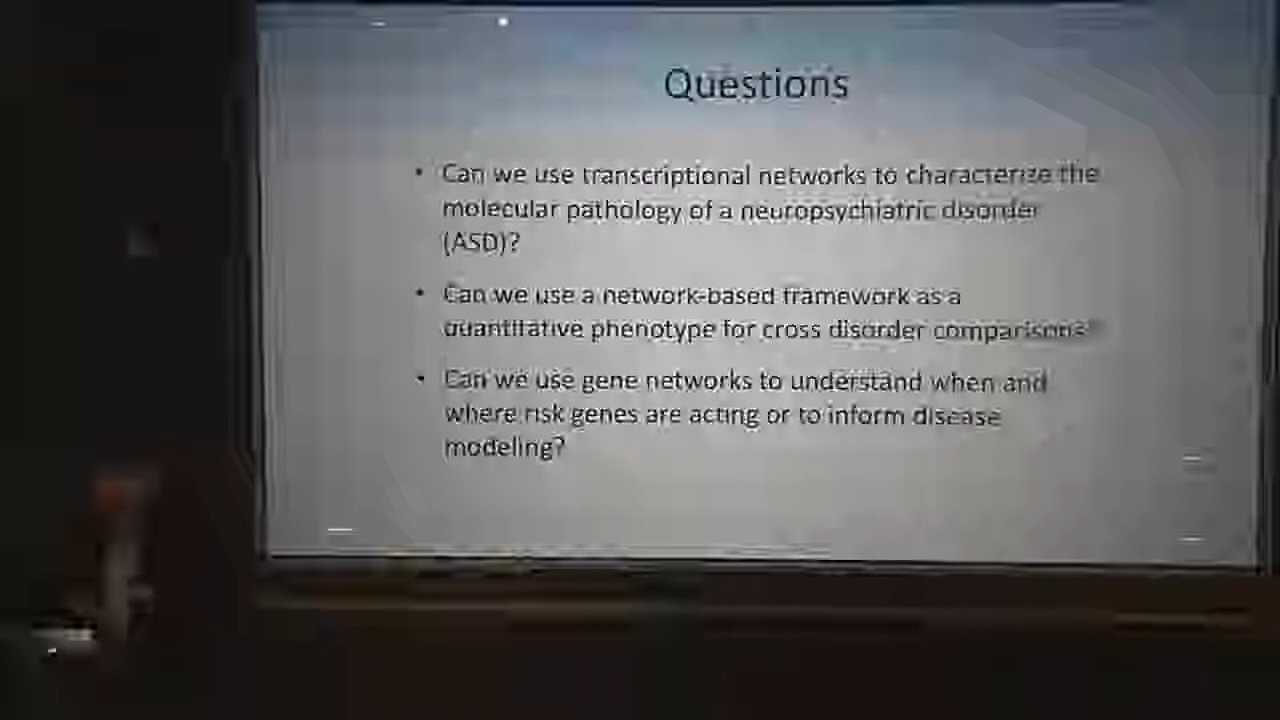 Questions
• Can we use transcriptional networks to characterize the
molecular pathology of a neuropsychiatric disorder
(ASD)?
• Can we use a network-based framework as a
quantitative phenotype for cross disorder comparisons?
• Can we use gene networks to understand when and
where risk genes are acting or to inform disease
modeling?